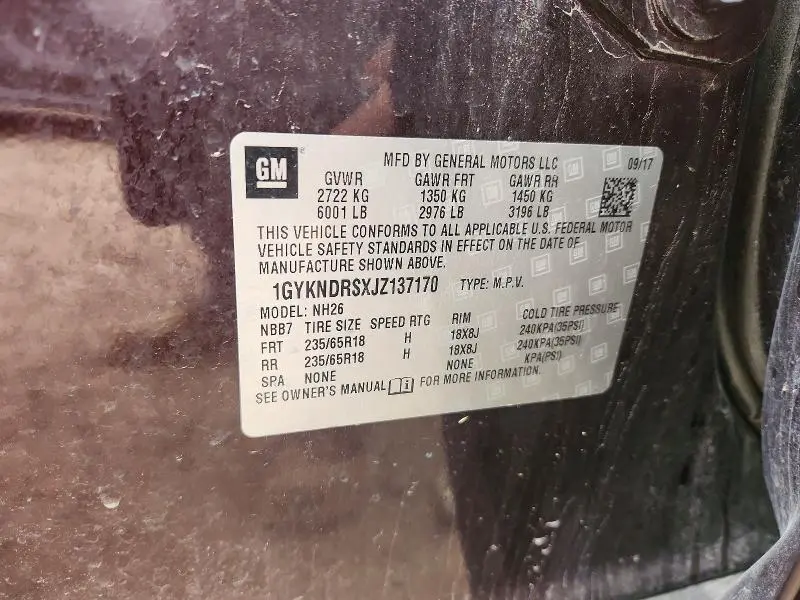 GM
MFD BY GENERAL MOTORS LLC 09/17
GVWR GAWR FRT GAWR RR
2722 KG 1350 KG 1450 KG
6001 LB 2976 LB 3196 LB
THIS VEHICLE CONFORMS TO ALL APPLICABLE U.S. FEDERAL MOTOR
VEHICLE SAFETY STANDARDS IN EFFECT ON THE DATE OF
MANUFACTURE SHOWN ABOVE.
1GYKNDRSXJZ137170 TYPE: M.P.V.
MODEL: NH26
NBB7 TIRE SIZE SPEED RTG RIM COLD TIRE PRESSURE
FRT 235/65R18 H 18X8J 240KPA(35PSI)
RR 235/65R18 H 18X8J 240KPA(35PSI)
SPA NONE NONE KPA(PSI)
SEE OWNER'S MANUAL FOR MORE INFORMATION.